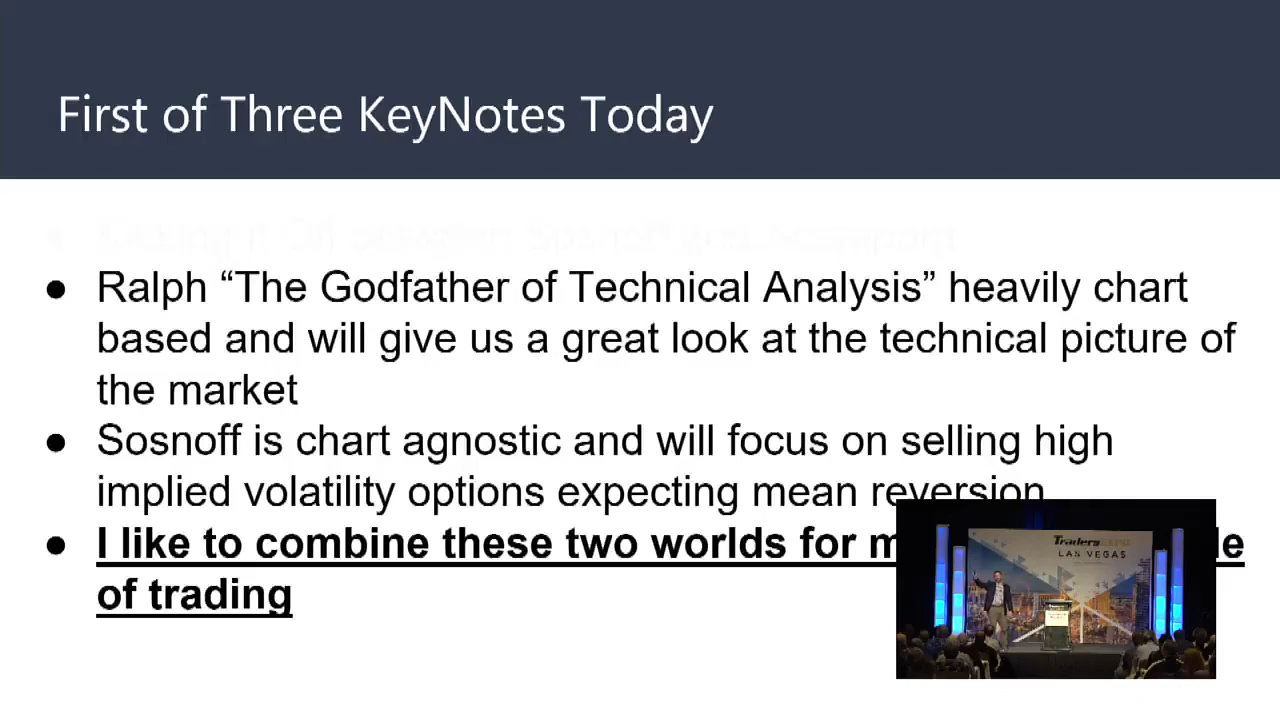 First of Three KeyNotes Today
● Ralph “The Godfather of Technical Analysis” heavily chart
based and will give us a great look at the technical picture of
the market
● Sosnoff is chart agnostic and will focus on selling high
implied volatility options expecting mean reversion
● I like to combine these two worlds for
of trading
LAS VEGAS